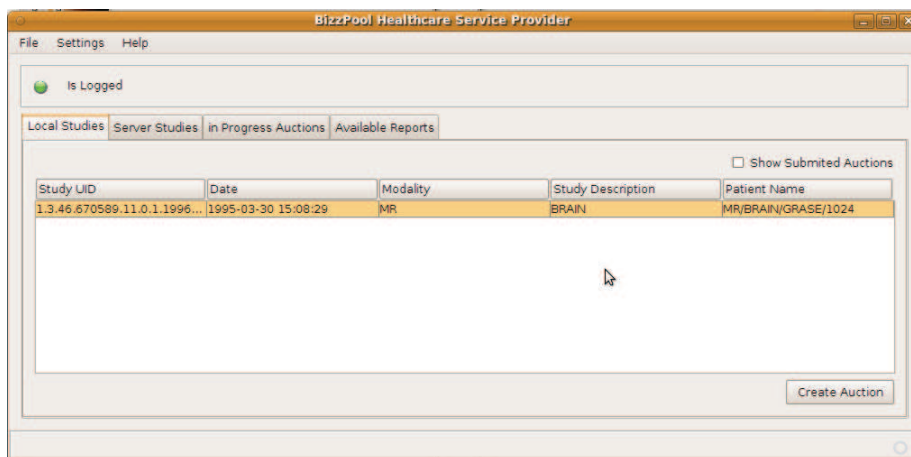 BizzPool Healthcare Service Provider
File Settings Help
Is Logged
Local Studies Server Studies in Progress Auctions Available Reports
Show Submited Auctions
Study UID Date Modality Study Description Patient Name
1.3.46.670589.11.0.1.1996... 1995-03-30 15:08:29 MR BRAIN MR/BRAIN/GRASE/1024
Create Auction